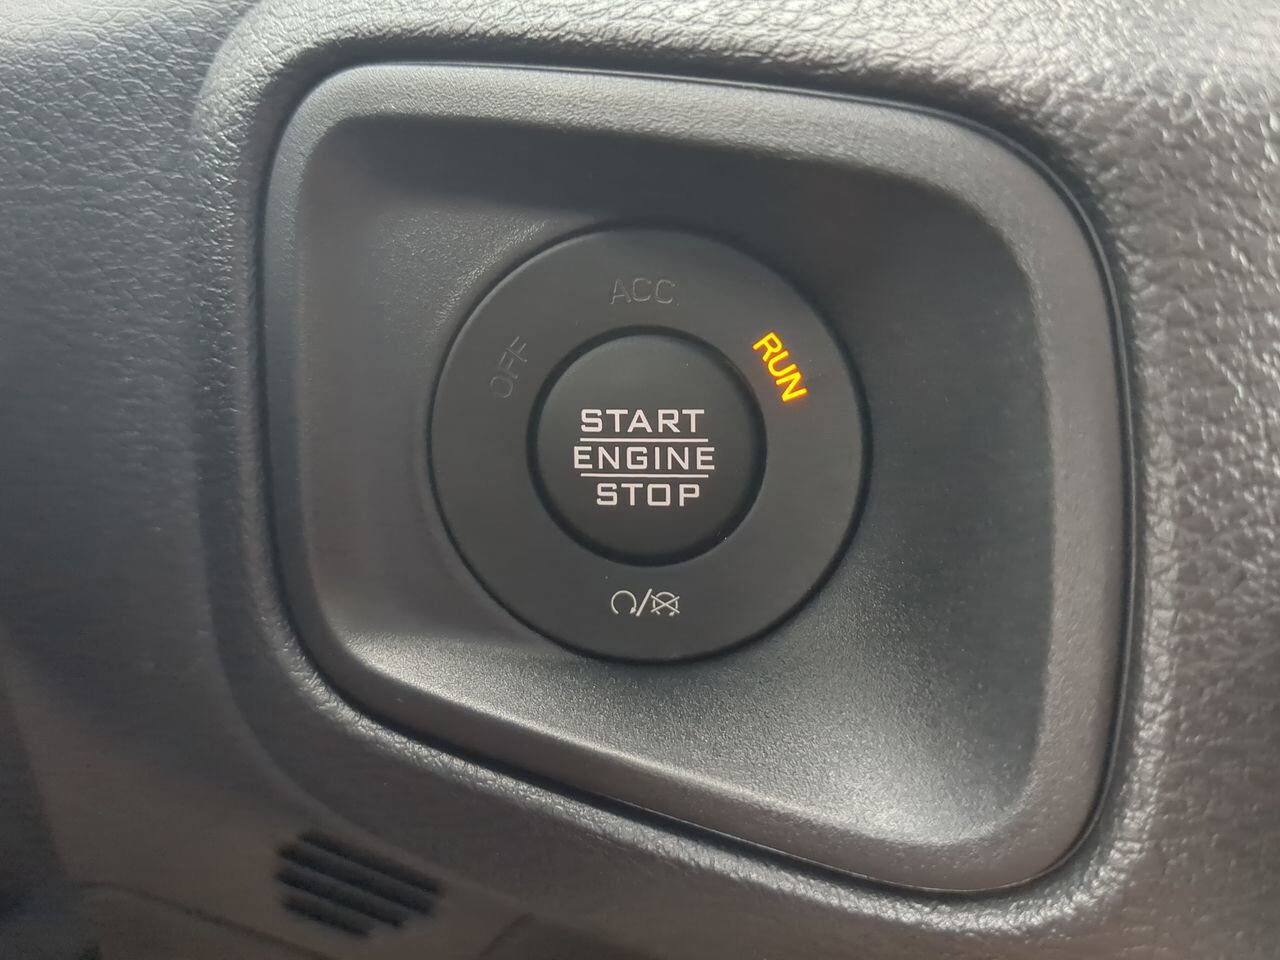 ACC
OFF
RUN
START
ENGINE
STOP